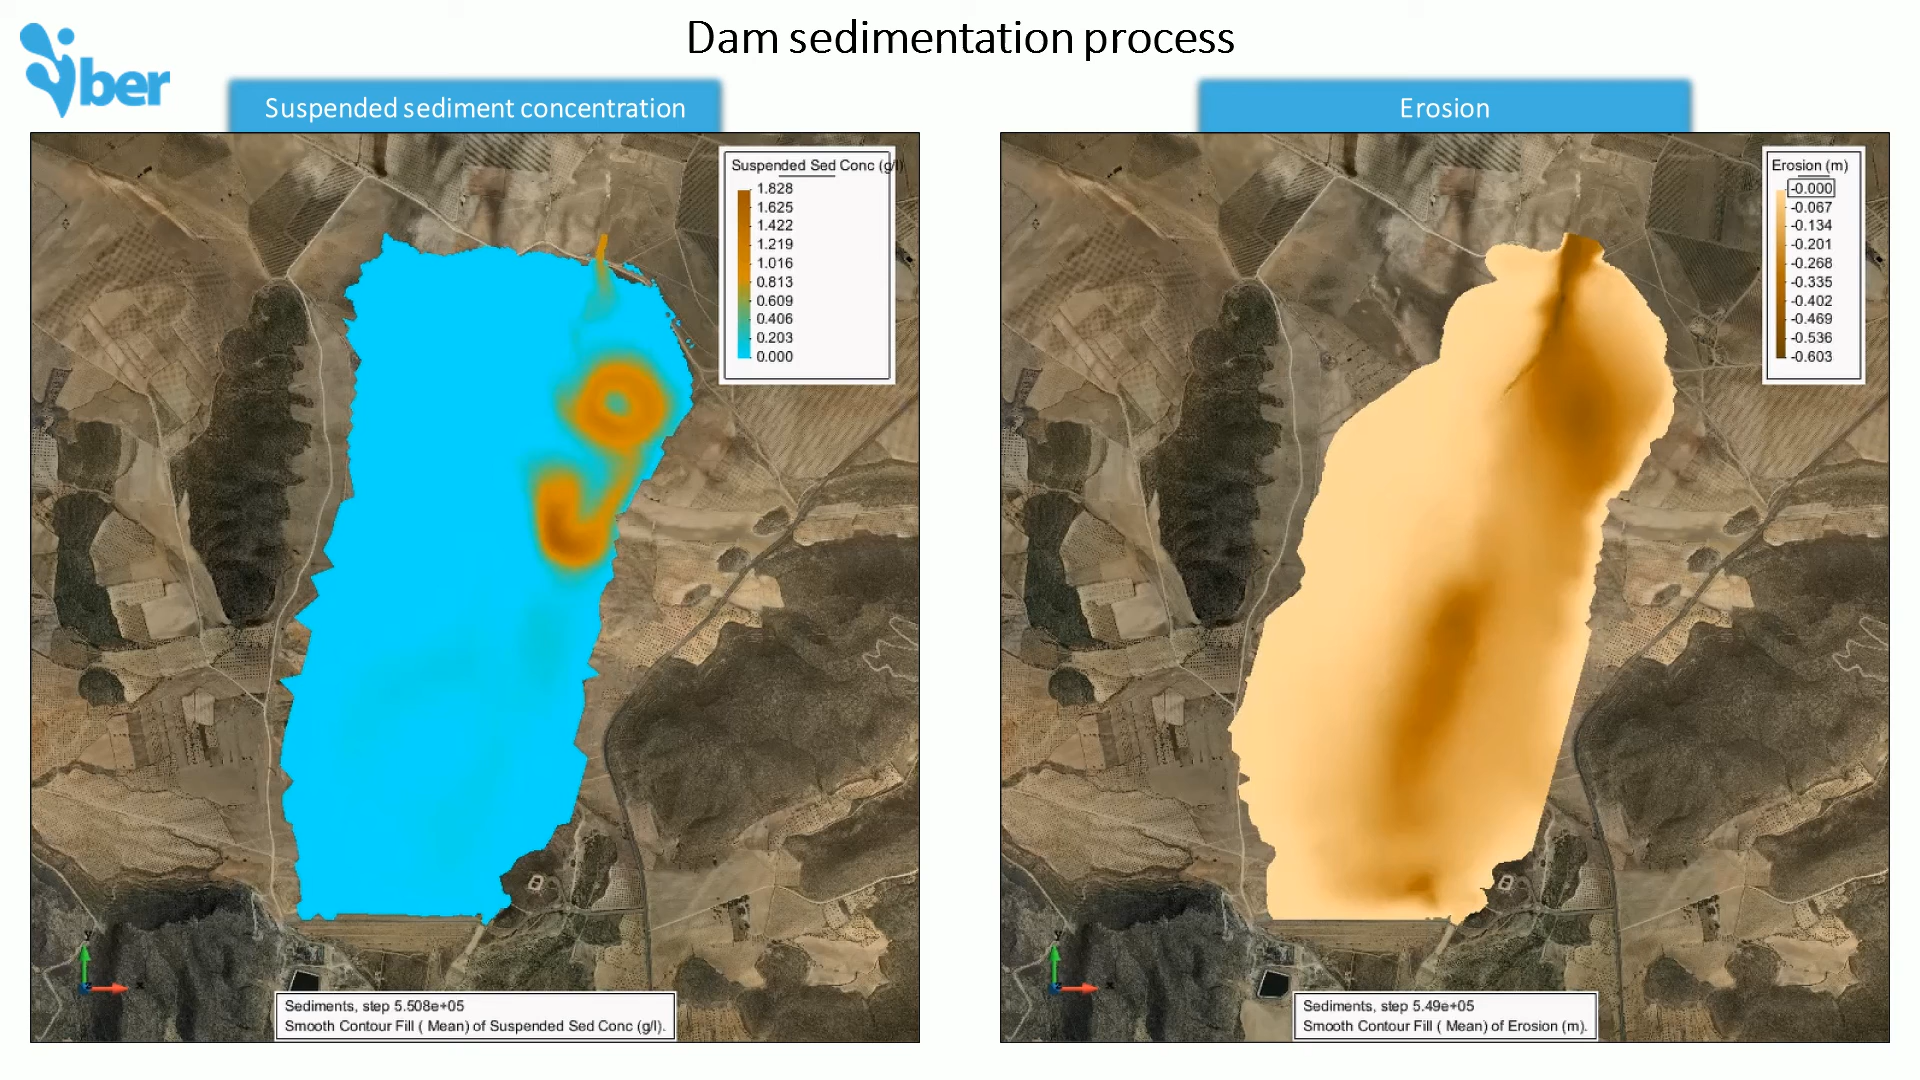 Dam sedimentation process
iber
Suspended sediment concentration
Suspended Sed Conc (g/l)
1.828
1.625
1.422
1.219
1.016
0.813
0.609
0.406
0.203
0.000
y
x
Sediments, step 5.508e+05
Smooth Contour Fill ( Mean) of Suspended Sed Conc (g/l).
Erosion
Erosion (m)
-0.000
-0.067
-0.134
-0.201
-0.268
-0.335
-0.402
-0.469
-0.536
-0.603
y
x
Sediments, step 5.49e+05
Smooth Contour Fill ( Mean) of Erosion (m).